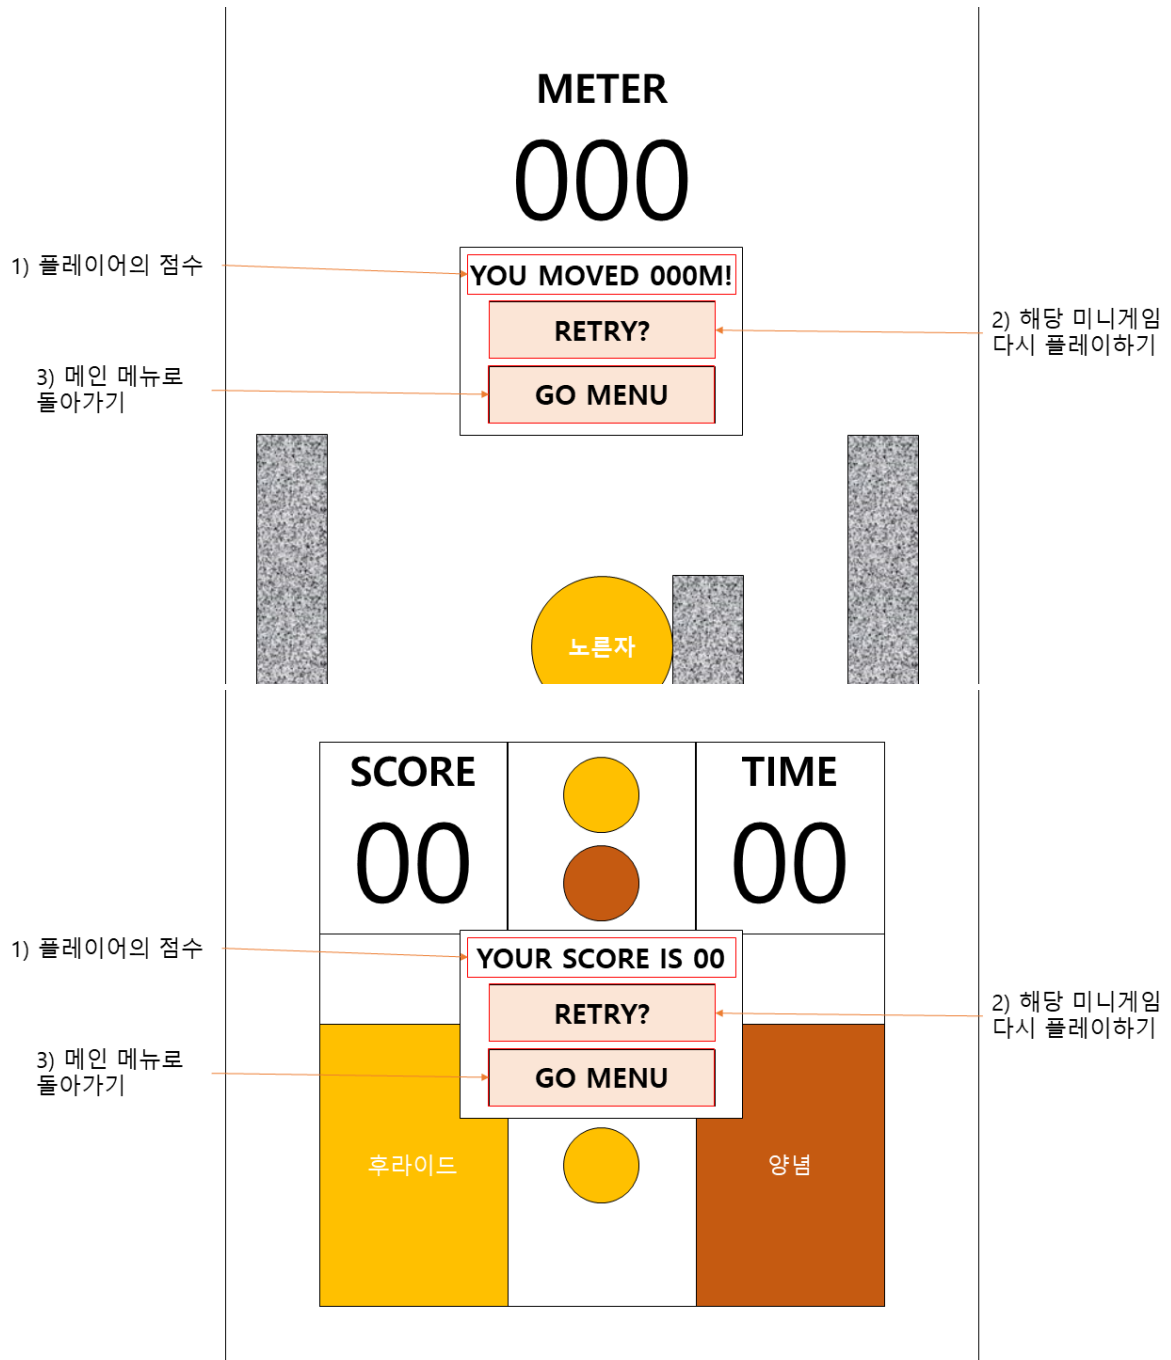 METER
000
1) 플레이어의 점수
YOU MOVED 000M!
RETRY?
2) 해당 미니게임
다시 플레이하기
3) 메인 메뉴로
돌아가기
GO MENU
노른자
SCORE
TIME
00
00
1) 플레이어의 점수
YOUR SCORE IS 00
RETRY?
2) 해당 미니게임
다시 플레이하기
3) 메인 메뉴로
돌아가기
GO MENU
후라이드
양념